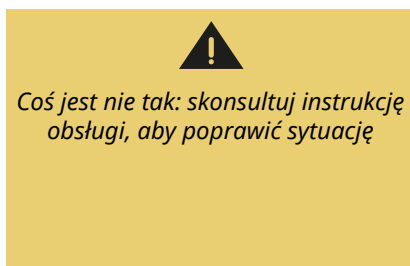 Coś jest nie tak: skonsultuj instrukcję
obsługi, aby poprawić sytuację